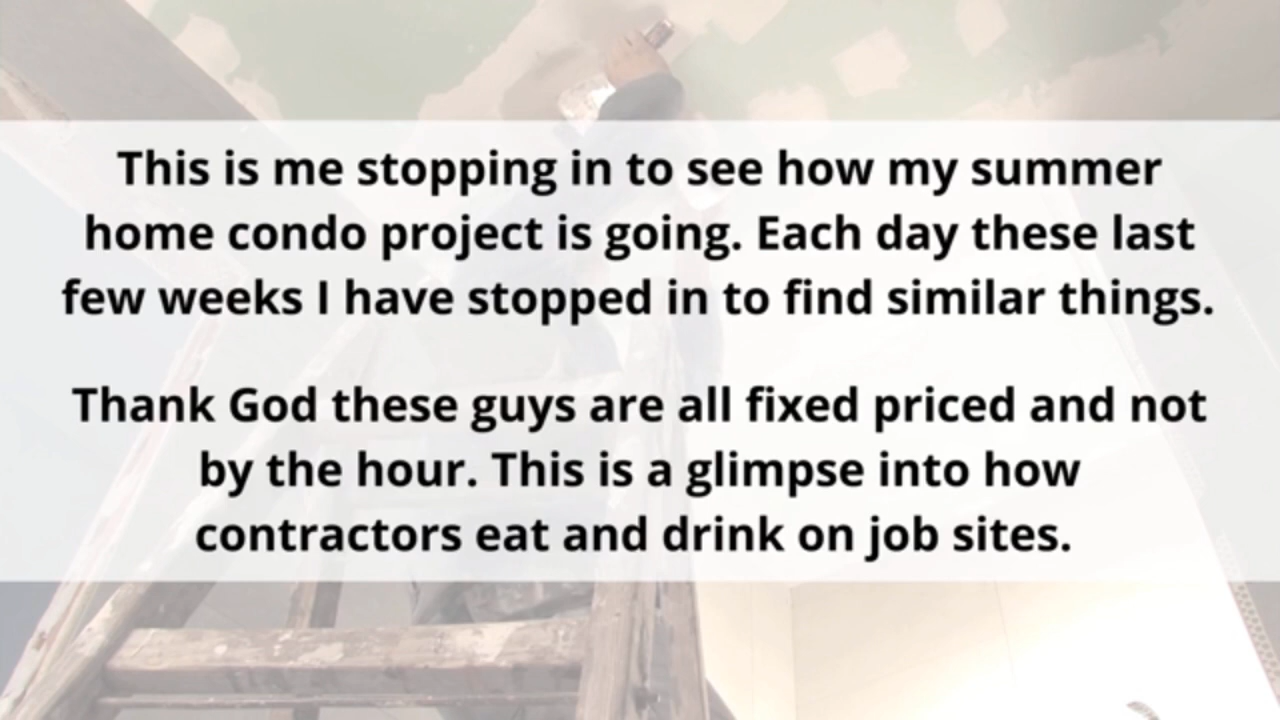 This is me stopping in to see how my summer
home condo project is going. Each day these last
few weeks I have stopped in to find similar things.
Thank God these guys are all fixed priced and not
by the hour. This is a glimpse into how
contractors eat and drink on job sites.